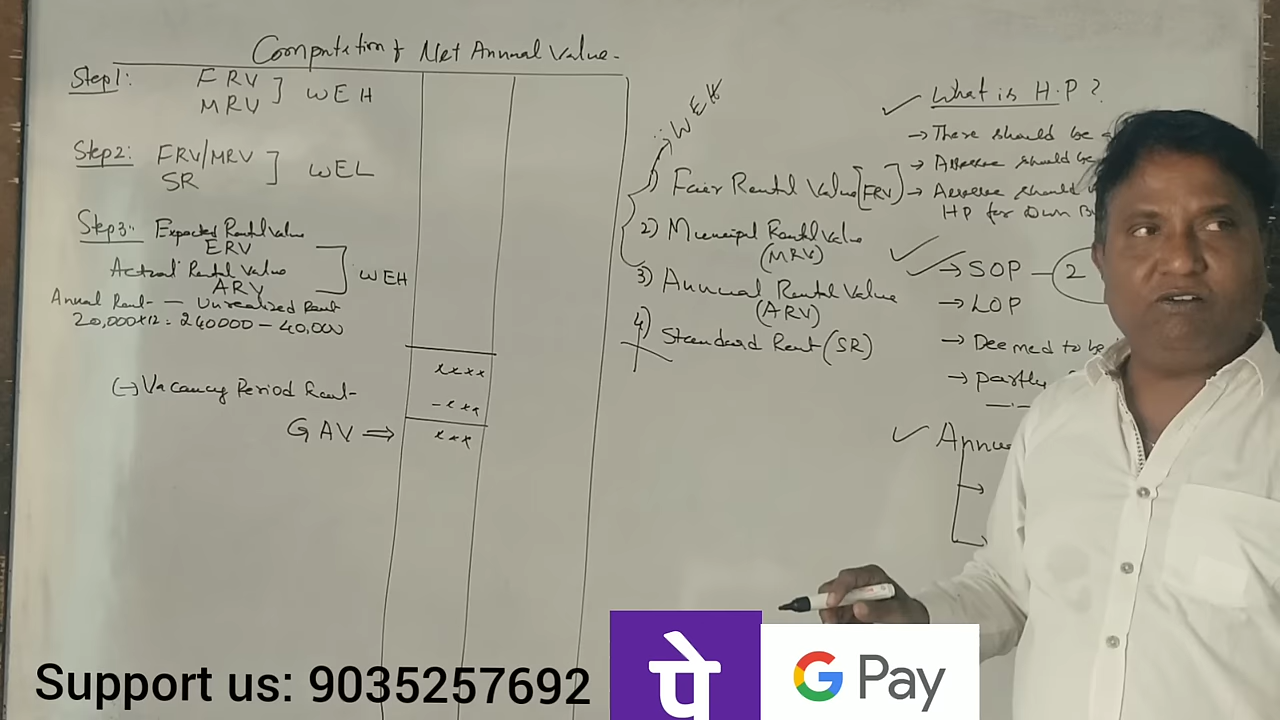 Computation of Net Annual Value.
Step1: FRV
MRV ] WEH
Step2: FRV/MRV
SR ] WEL
Step3: Expected Rental Value
ERV
Actual Rental Value
ARV ] WEH
Annual Rent — Unrealized Rent
20,000x12 = 240000 — 40,000
xxxx
(-) Vacancy Period Rent-
-xxx
GAV ⇒ xxx
WEH
1) Fair Rental Value [FRV]
2) Municipal Rental Value
(MRV)
3) Annual Rental Value
(ARV)
4) Standard Rent (SR)
✓ What is H.P?
→ There should be
→ Assessee should be
→ Assessee should
HP for Own B
→ SOP — 2
→ LOP
→ Deemed to be
→ partly
✓ Annu
Support us: 9035257692
पे
G Pay